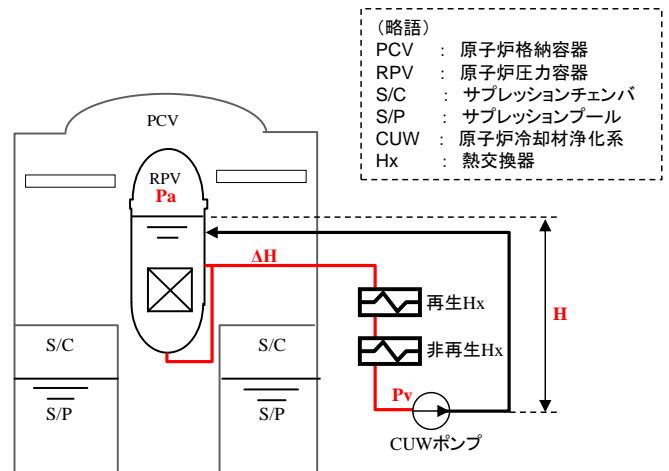 (略語)
PCV : 原子炉格納容器
RPV : 原子炉圧力容器
S/C : サプレッションチェンバ
S/P : サプレッションプール
CUW : 原子炉冷却材浄化系
Hx : 熱交換器
PCV
RPV
Pa
ΔH
再生Hx
H
S/C
S/C
非再生Hx
S/P
S/P
Pv
CUWポンプ